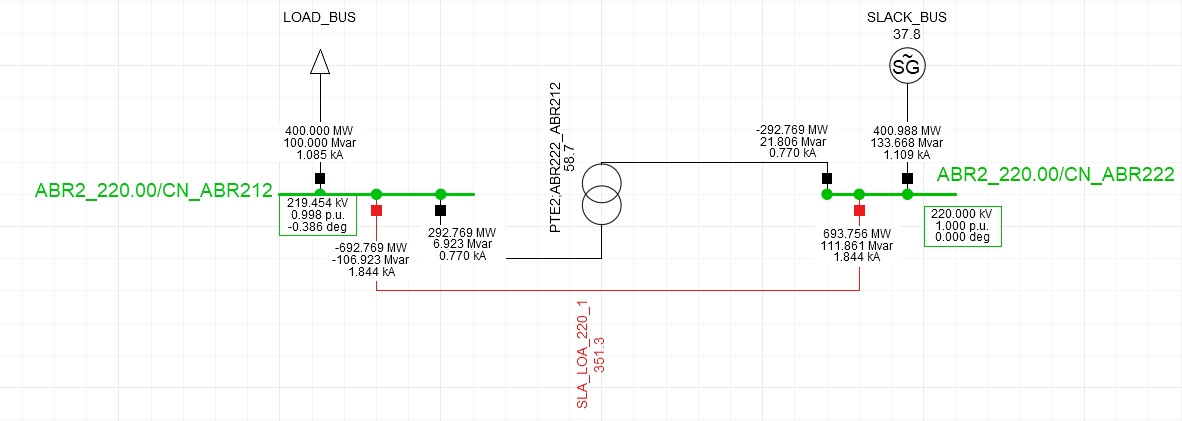 LOAD_BUS
SLACK_BUS
37.8
SG
400.000 MW
100.000 Mvar
1.085 kA
PTE2;ABR222_ABR212
58.7
-292.769 MW
21.806 Mvar
0.770 kA
400.988 MW
133.668 Mvar
1.109 kA
ABR2_220.00/CN_ABR212
ABR2_220.00/CN_ABR222
219.454 kV
0.998 p.u.
-0.386 deg
220.000 kV
1.000 p.u.
0.000 deg
-692.769 MW
-106.923 Mvar
1.844 kA
292.769 MW
6.923 Mvar
0.770 kA
693.756 MW
111.861 Mvar
1.844 kA
SLA_LOA_220_1
351.3